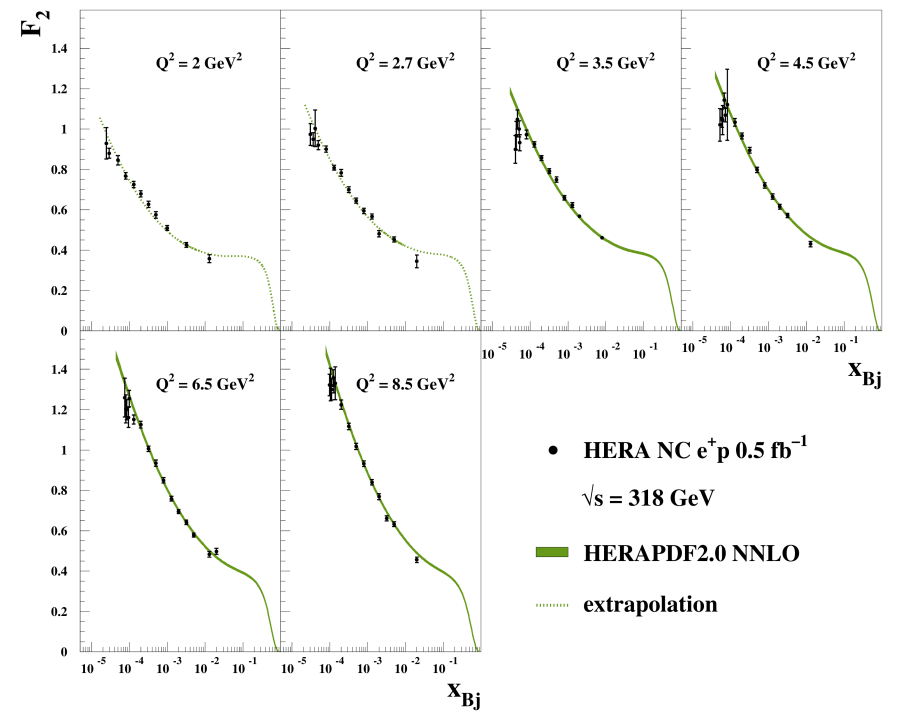 F₂
Q² = 2 GeV²
Q² = 2.7 GeV²
Q² = 3.5 GeV²
Q² = 4.5 GeV²
1.4
1.2
1
0.8
0.6
0.4
0.2
0
10⁻⁵ 10⁻⁴ 10⁻³ 10⁻² 10⁻¹
10⁻⁵ 10⁻⁴ 10⁻³ 10⁻² 10⁻¹
x_Bj
Q² = 6.5 GeV²
Q² = 8.5 GeV²
1.4
1.2
1
0.8
0.6
0.4
0.2
0
10⁻⁵ 10⁻⁴ 10⁻³ 10⁻² 10⁻¹
10⁻⁵ 10⁻⁴ 10⁻³ 10⁻² 10⁻¹
x_Bj
HERA NC e⁺p 0.5 fb⁻¹
√s = 318 GeV
HERAPDF2.0 NNLO
extrapolation